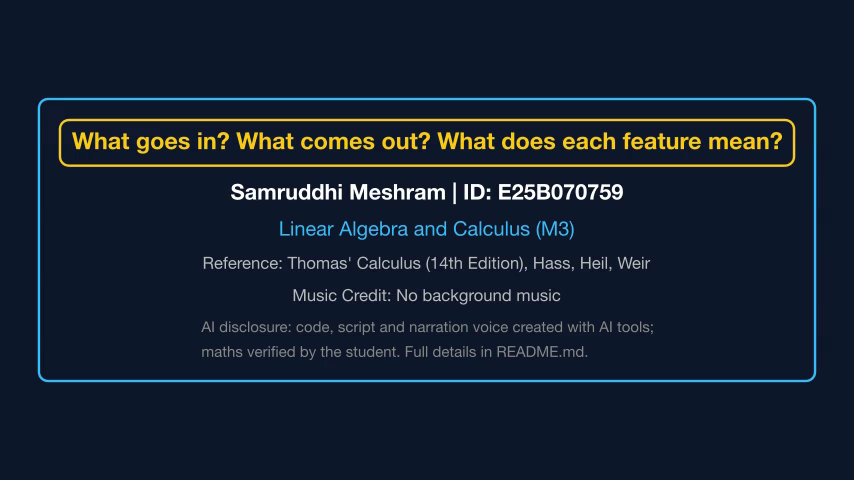 What goes in? What comes out? What does each feature mean?
Samruddhi Meshram | ID: E25B070759
Linear Algebra and Calculus (M3)
Reference: Thomas' Calculus (14th Edition), Hass, Heil, Weir
Music Credit: No background music
AI disclosure: code, script and narration voice created with AI tools;
maths verified by the student. Full details in README.md.